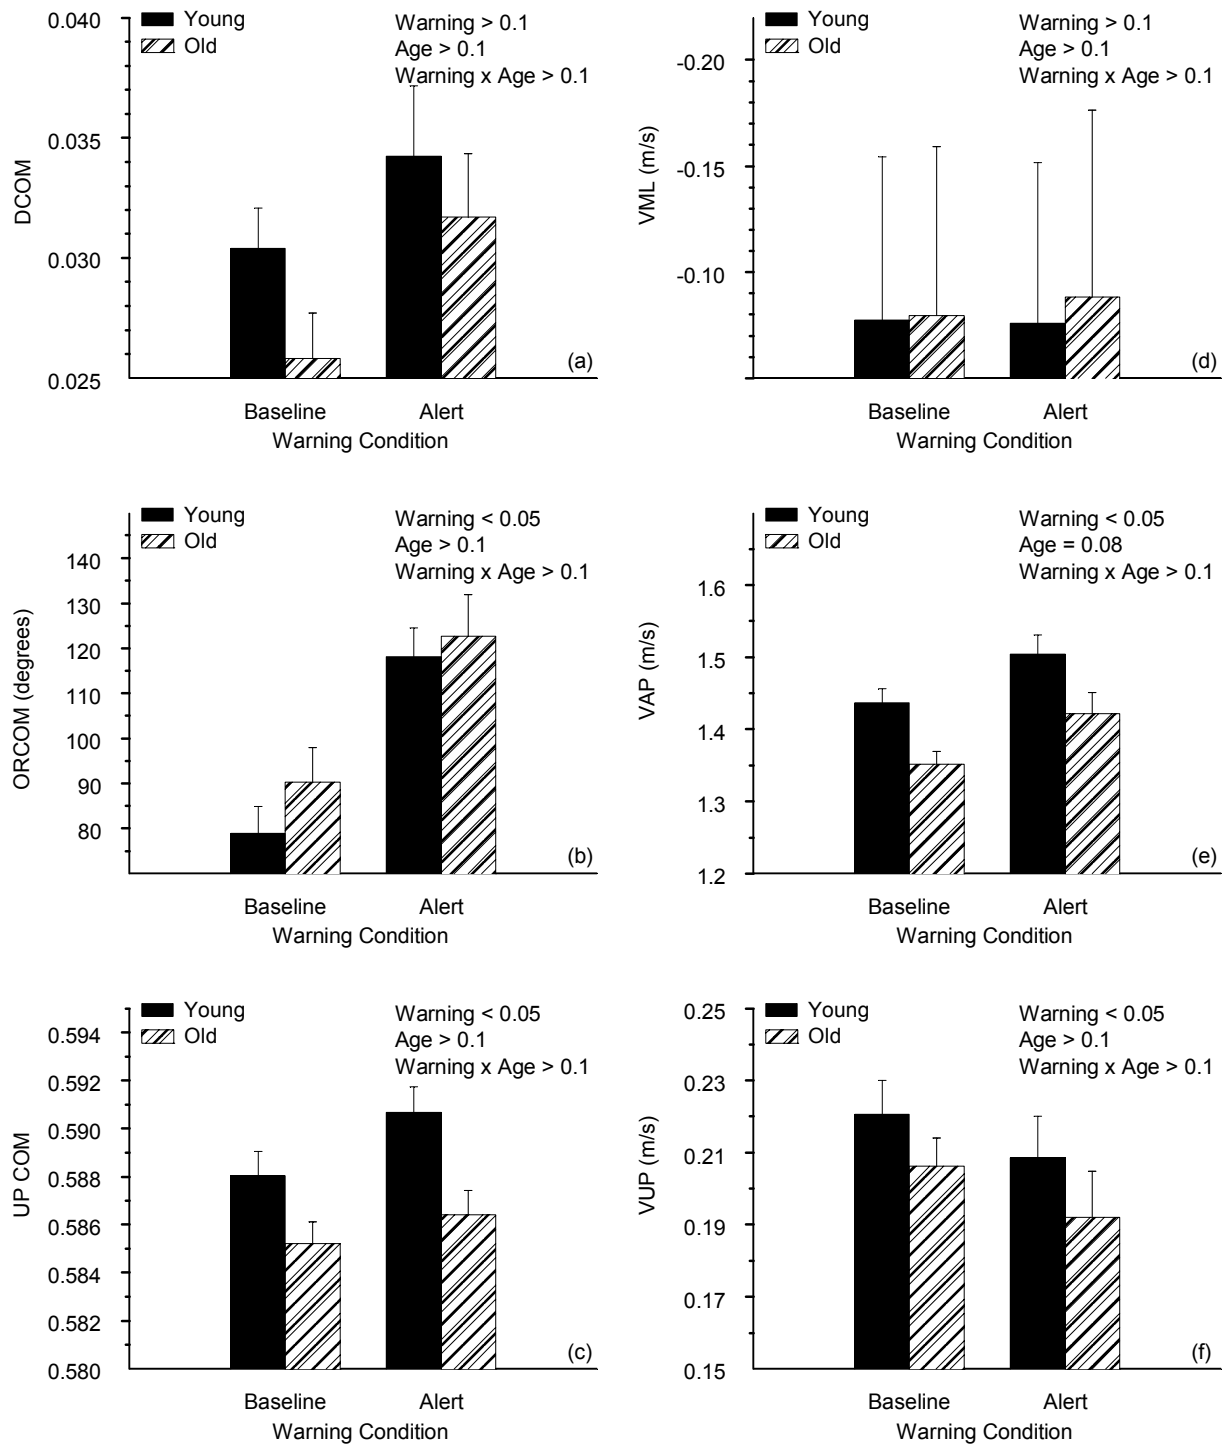 Young
Old
Warning > 0.1
Age > 0.1
Warning x Age > 0.1
0.040
0.035
0.030
0.025
DCOM
(a)
Baseline
Alert
Warning Condition
Young
Old
Warning > 0.1
Age > 0.1
Warning x Age > 0.1
-0.20
-0.15
-0.10
VML (m/s)
(d)
Baseline
Alert
Warning Condition
Young
Old
Warning < 0.05
Age > 0.1
Warning x Age > 0.1
140
130
120
110
100
90
80
ORCOM (degrees)
(b)
Baseline
Alert
Warning Condition
Young
Old
Warning < 0.05
Age = 0.08
Warning x Age > 0.1
1.6
1.5
1.4
1.3
1.2
VAP (m/s)
(e)
Baseline
Alert
Warning Condition
Young
Old
Warning < 0.05
Age > 0.1
Warning x Age > 0.1
0.594
0.592
0.590
0.588
0.586
0.584
0.582
0.580
UP COM
(c)
Baseline
Alert
Warning Condition
Young
Old
Warning < 0.05
Age > 0.1
Warning x Age > 0.1
0.25
0.23
0.21
0.19
0.17
0.15
VUP (m/s)
(f)
Baseline
Alert
Warning Condition